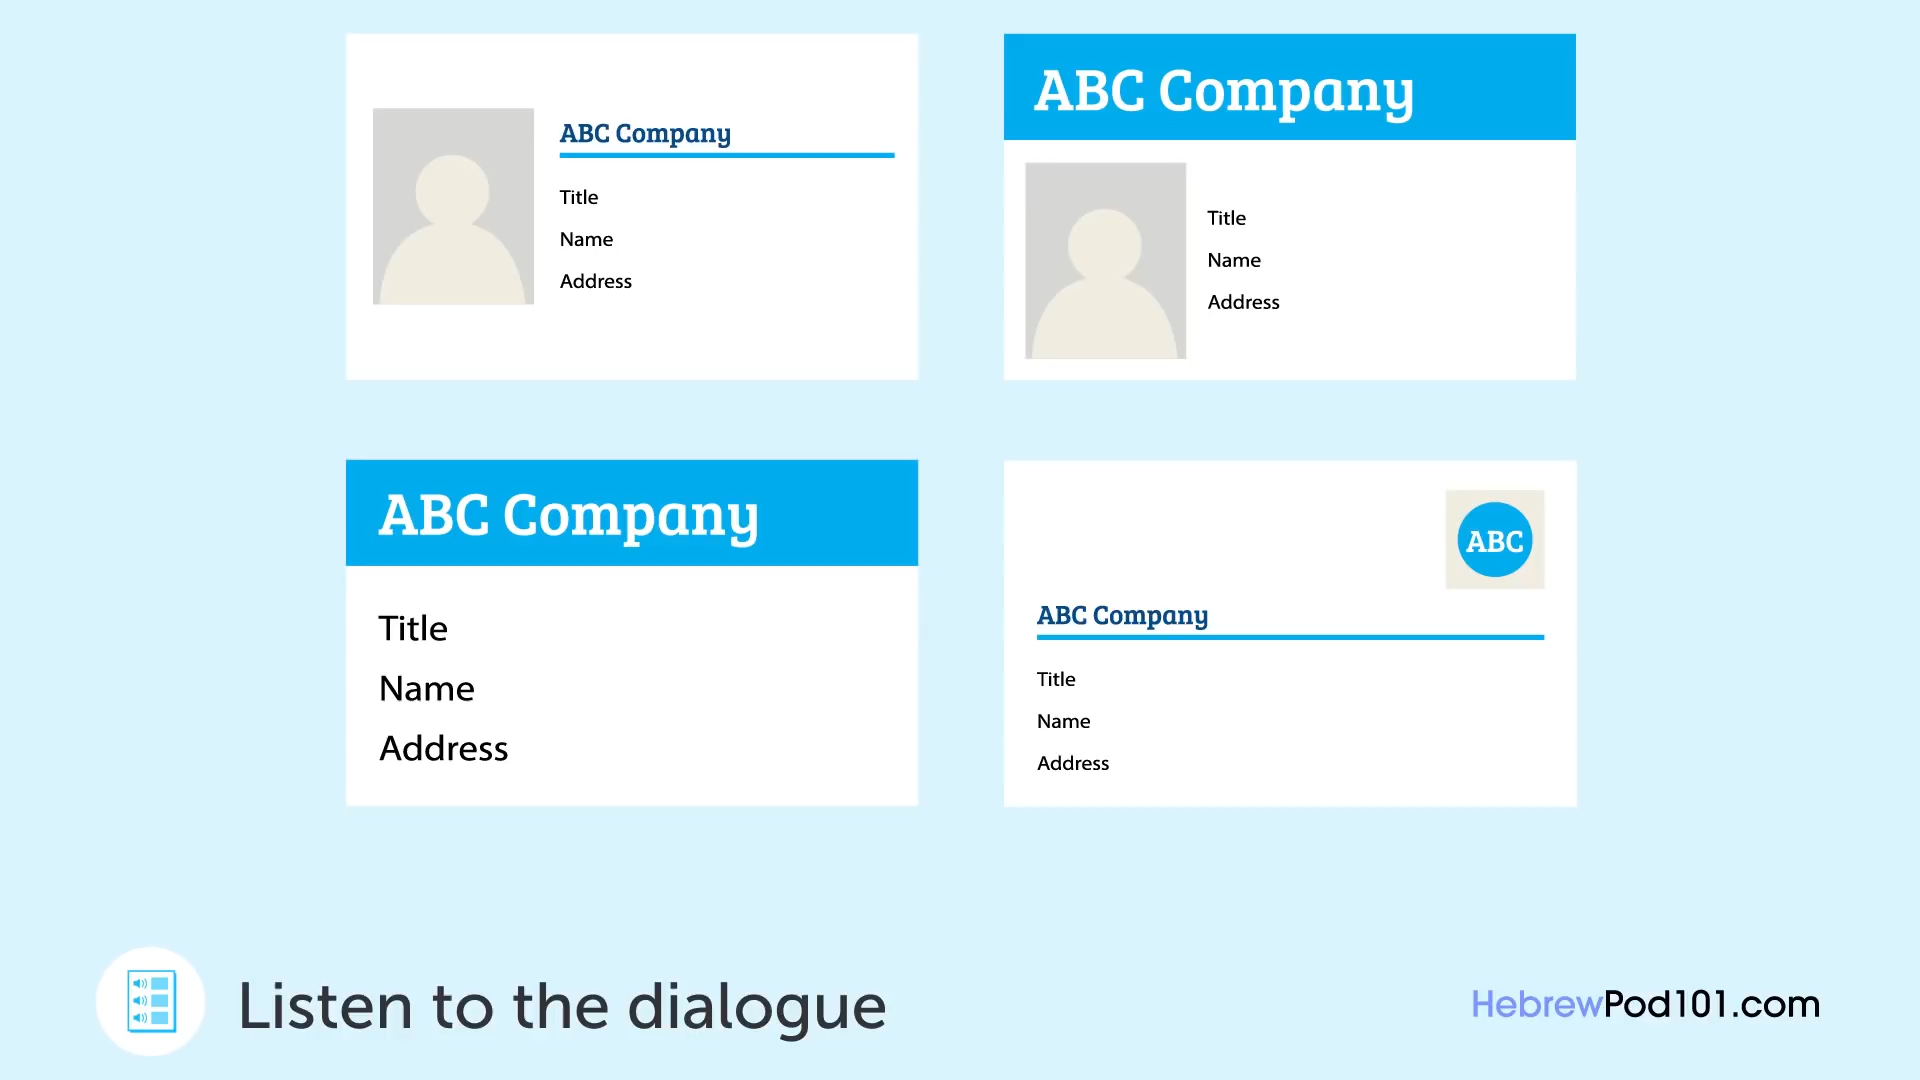 ABC Company
Title
Name
Address
ABC Company
Title
Name
Address
ABC Company
Title
Name
Address
ABC
ABC Company
Title
Name
Address
Listen to the dialogue
HebrewPod101.com